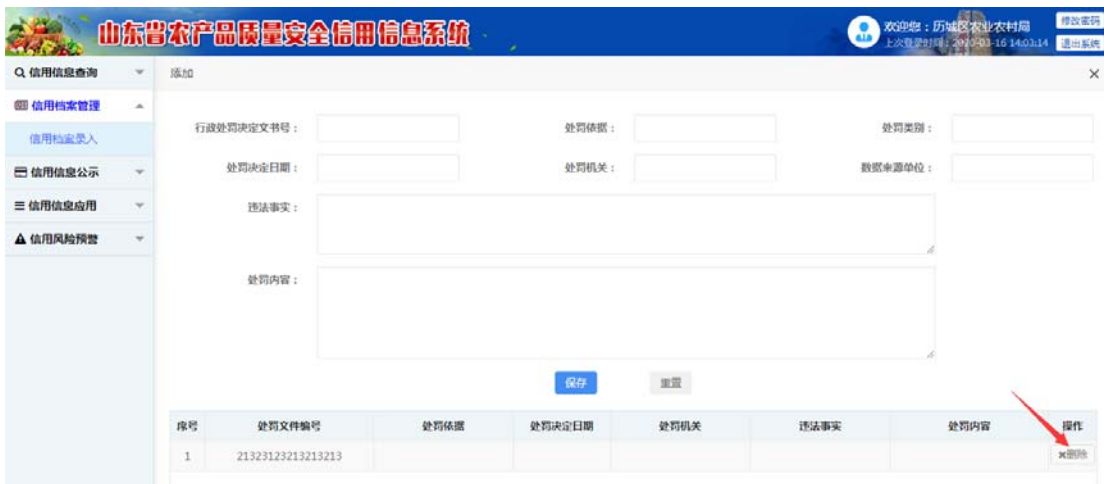 山东省农产品质量安全信用信息系统
欢迎您：历城区农业农村局
修改密码
上次登录时间：2020-03-16 14:03:14
退出系统
信用信息查询
添加
信用档案管理
信用档案录入
信用信息公示
信用信息应用
信用风险预警
行政处罚决定文书号：
处罚依据：
处罚类别：
处罚决定日期：
处罚机关：
数据来源单位：
违法事实：
处罚内容：
保存
重置
序号 处罚文件编号 处罚依据 处罚决定日期 处罚机关 违法事实 处罚内容 操作
1 21323123213213213 ×删除